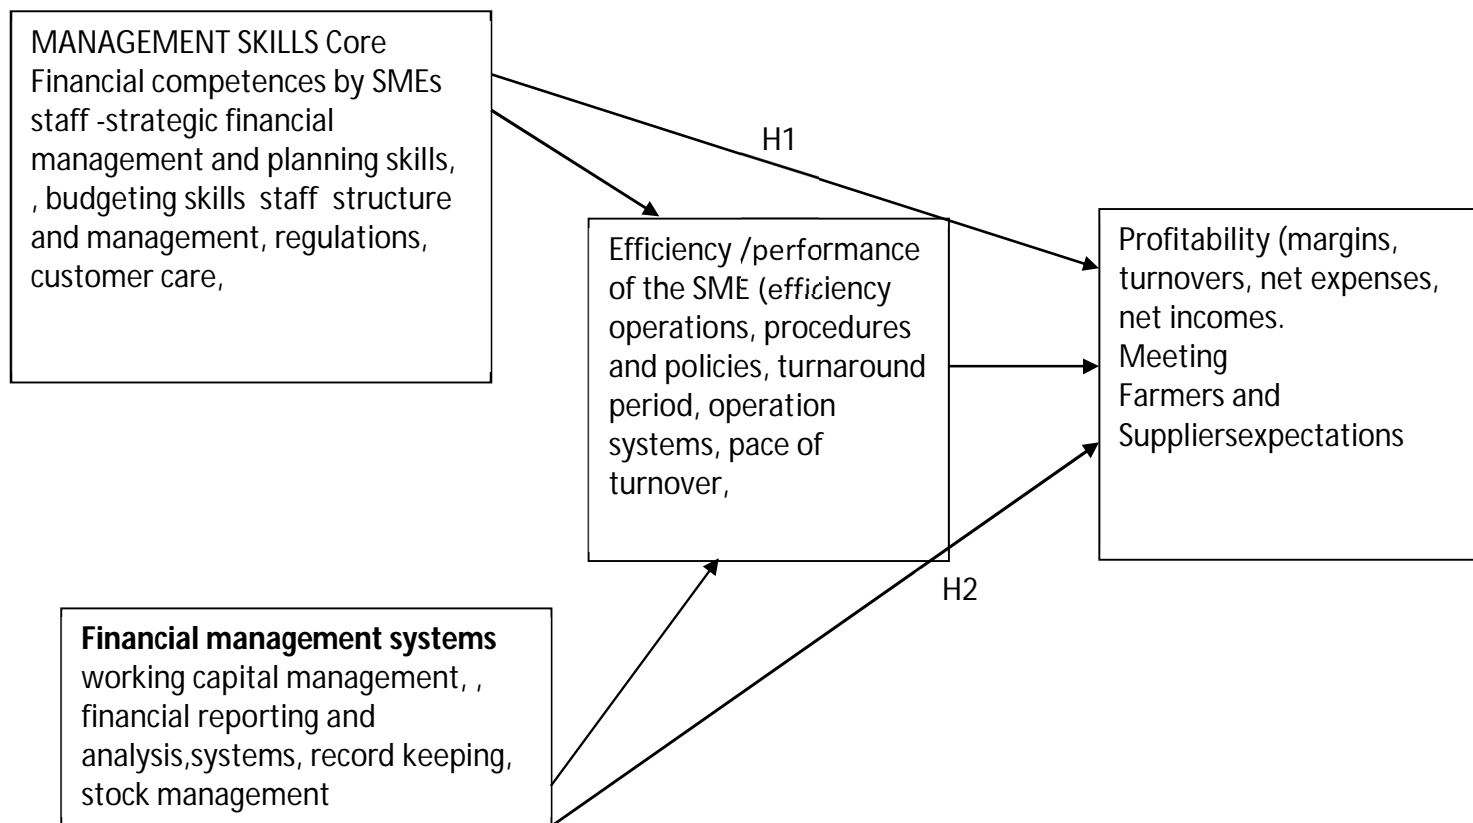 MANAGEMENT SKILLS Core
Financial competences by SMEs
staff -strategic financial
management and planning skills,
, budgeting skills staff structure
and management, regulations,
customer care,
H1
Efficiency /performance
of the SME (efficiency
operations, procedures
and policies, turnaround
period, operation
systems, pace of
turnover,
Profitability (margins,
turnovers, net expenses,
net incomes.
Meeting
Farmers and
Suppliersexpectations
H2
Financial management systems
working capital management, ,
financial reporting and
analysis,systems, record keeping,
stock management